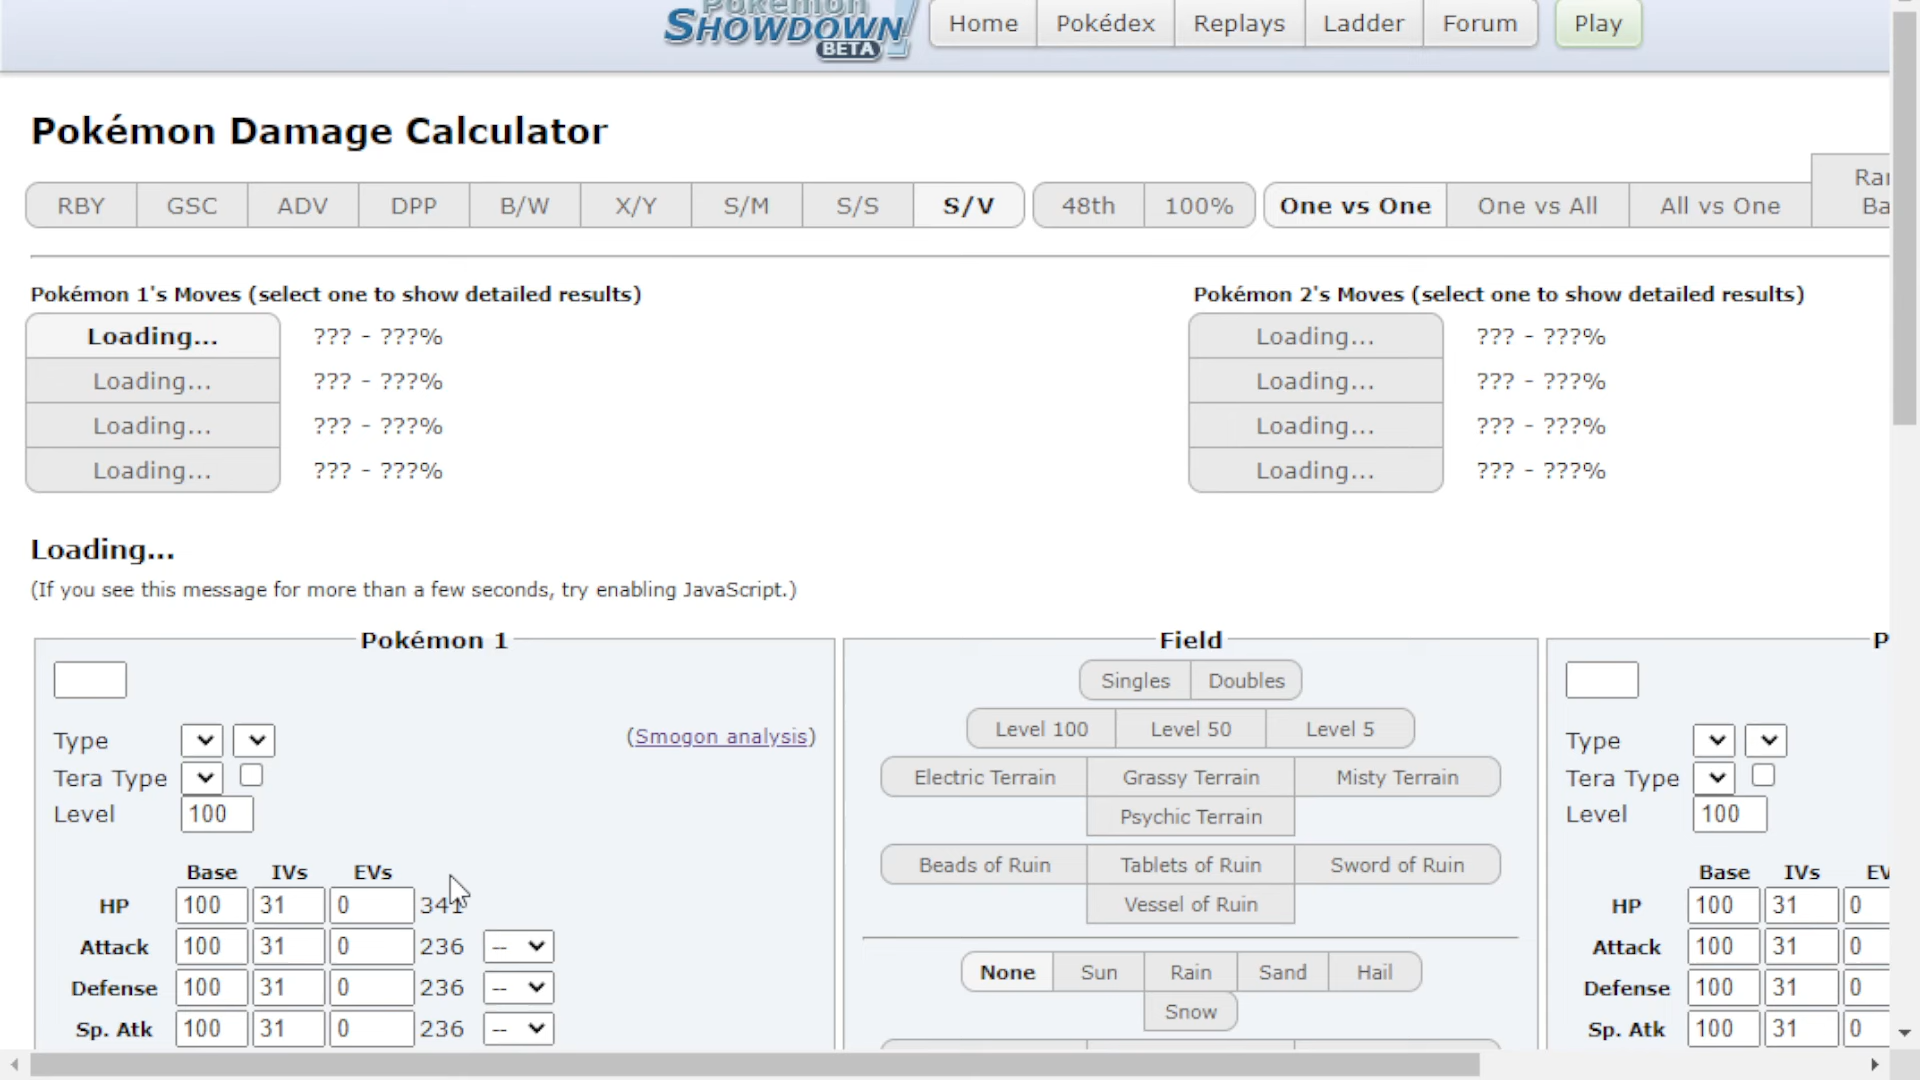 Pokémon
SHOWDOWN!
BETA
Home Pokédex Replays Ladder Forum Play
Pokémon Damage Calculator
RBY GSC ADV DPP B/W X/Y S/M S/S S/V 48th 100% One vs One One vs All All vs One
Pokémon 1's Moves (select one to show detailed results) Pokémon 2's Moves (select one to show detailed results)
Loading... ??? - ???% Loading... ??? - ???%
Loading... ??? - ???% Loading... ??? - ???%
Loading... ??? - ???% Loading... ??? - ???%
Loading... ??? - ???% Loading... ??? - ???%
Loading...
(If you see this message for more than a few seconds, try enabling JavaScript.)
Pokémon 1 Field P
Singles Doubles
Type (Smogon analysis) Level 100 Level 50 Level 5 Type
Tera Type Electric Terrain Grassy Terrain Misty Terrain Tera Type
Level 100 Psychic Terrain Level 100
Base IVs EVs Beads of Ruin Tablets of Ruin Sword of Ruin Base IVs
HP 100 31 0 341 Vessel of Ruin HP 100 31 0
Attack 100 31 0 236 -- None Sun Rain Sand Hail Attack 100 31 0
Defense 100 31 0 236 -- Snow Defense 100 31 0
Sp. Atk 100 31 0 236 -- Sp. Atk 100 31 0